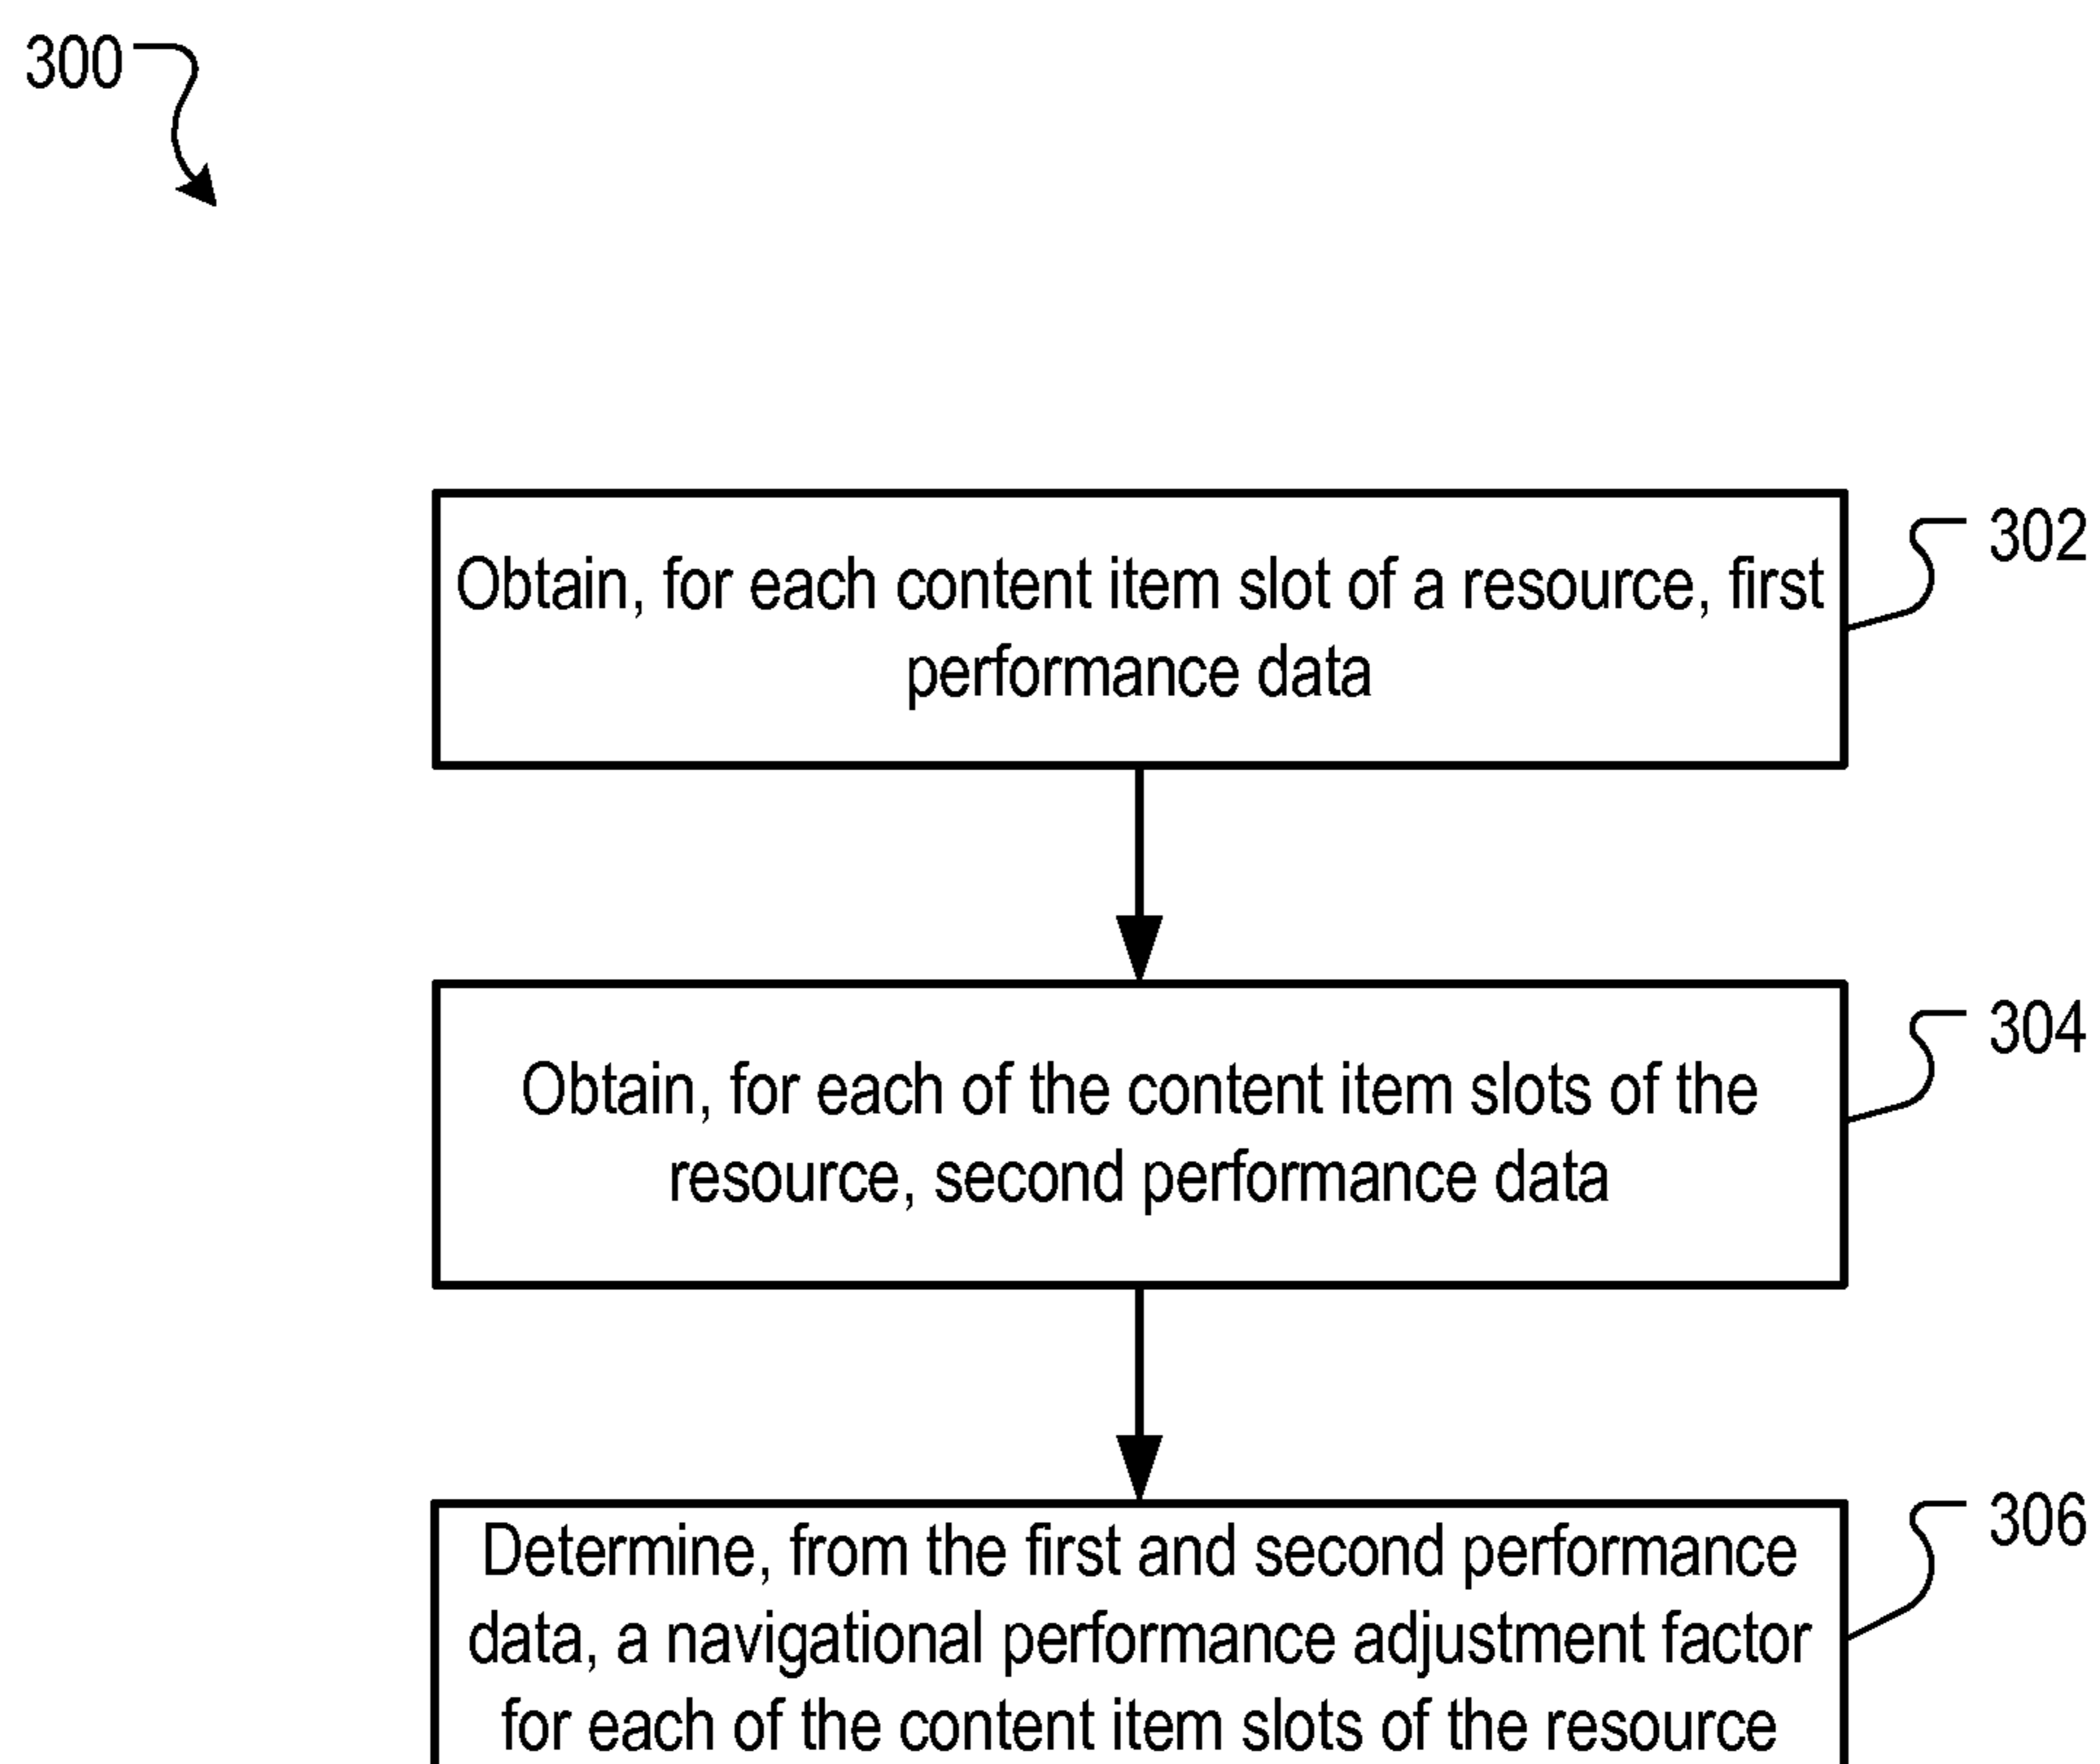 300
302
Obtain, for each content item slot of a resource, first
performance data
304
Obtain, for each of the content item slots of the
resource, second performance data
306
Determine, from the first and second performance
data, a navigational performance adjustment factor
for each of the content item slots of the resource